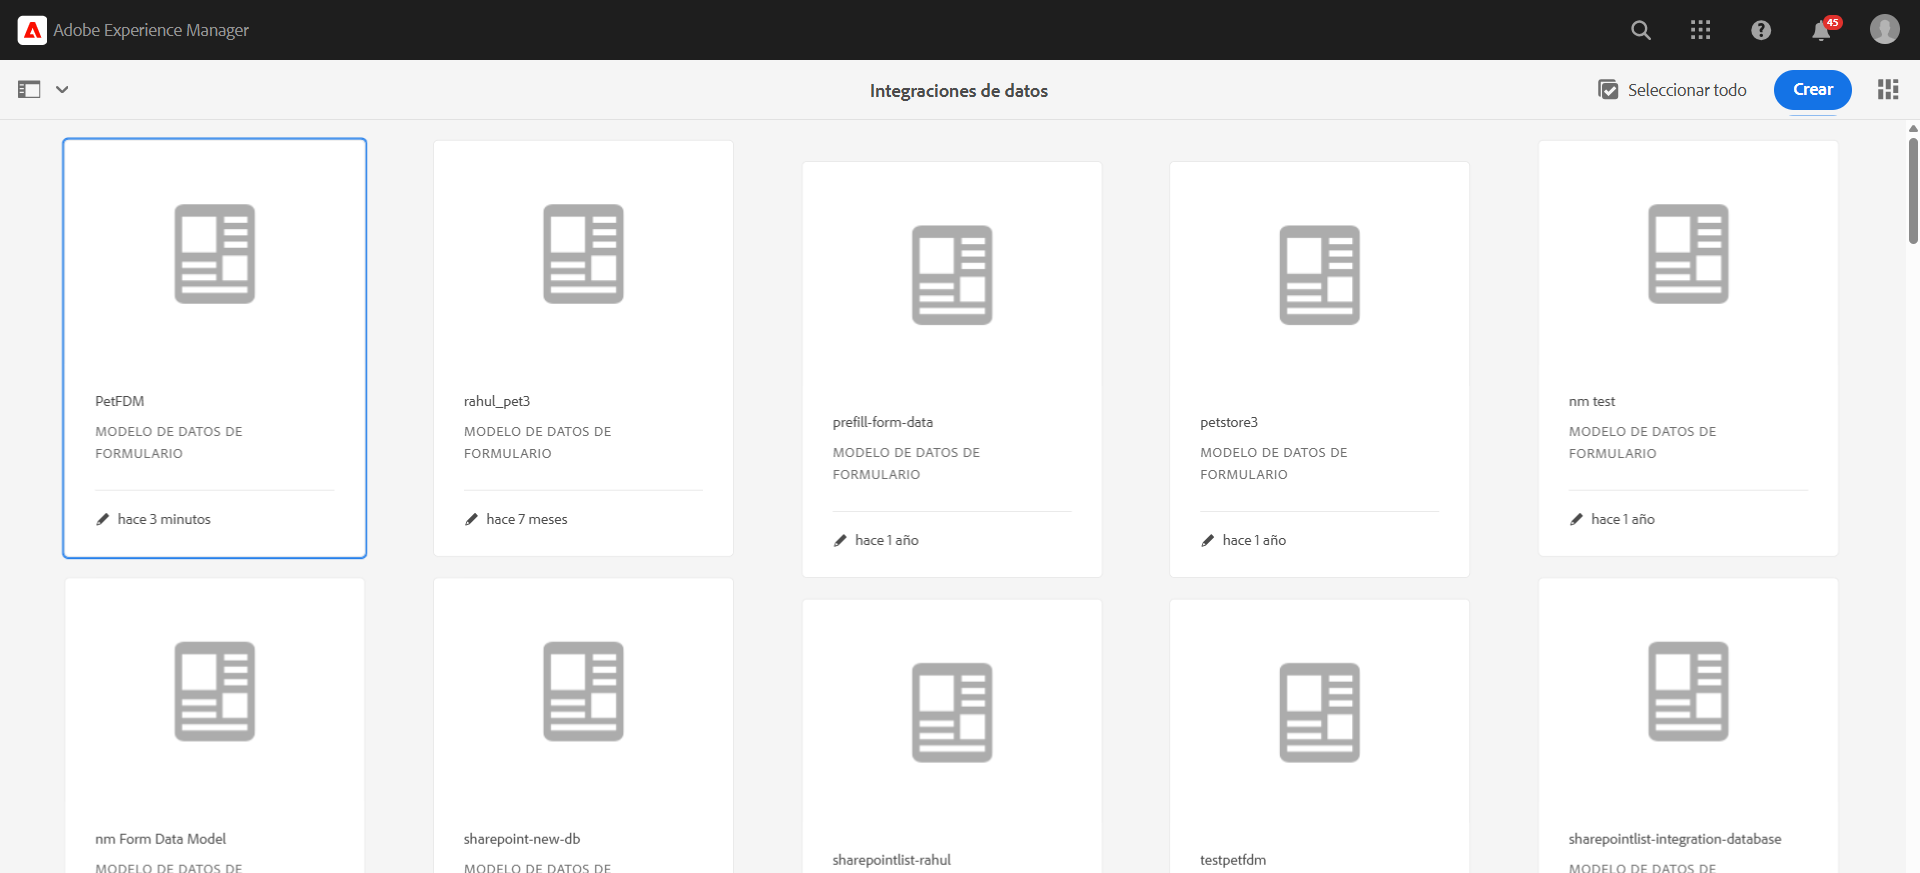 Adobe Experience Manager
45
Integraciones de datos
Seleccionar todo
Crear
PetFDM
MODELO DE DATOS DE
FORMULARIO
hace 3 minutos
rahul_pet3
MODELO DE DATOS DE
FORMULARIO
hace 7 meses
prefill-form-data
MODELO DE DATOS DE
FORMULARIO
hace 1 año
petstore3
MODELO DE DATOS DE
FORMULARIO
hace 1 año
nm test
MODELO DE DATOS DE
FORMULARIO
hace 1 año
nm Form Data Model
MODELO DE DATOS DE
sharepoint-new-db
MODELO DE DATOS DE
sharepointlist-rahul
testpetfdm
sharepointlist-integration-database
MODELO DE DATOS DE